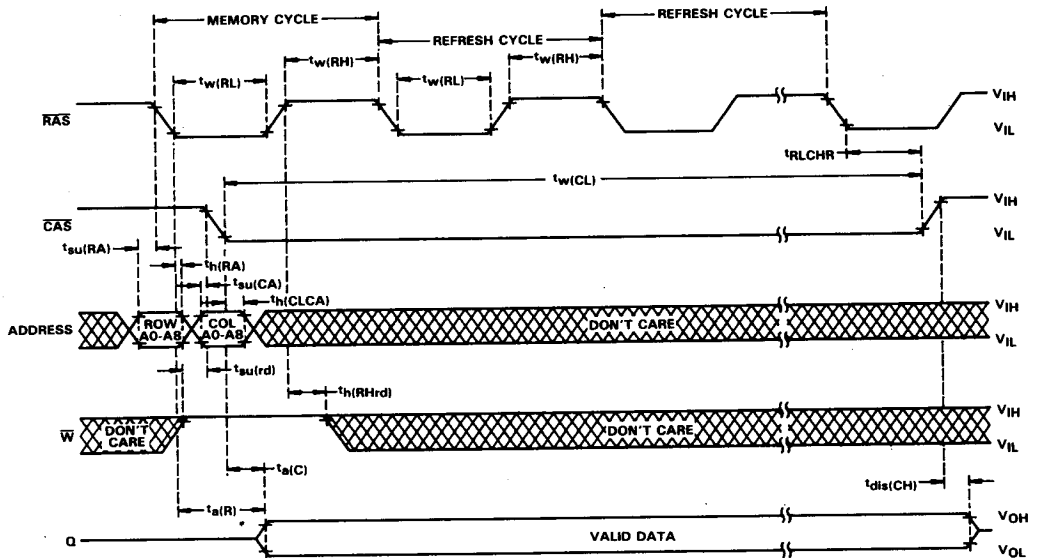 MEMORY CYCLE
REFRESH CYCLE
REFRESH CYCLE
tw(RH)
tw(RL)
tw(RL)
tw(RH)
RAS
VIH
VIL
tRLCHR
tw(CL)
CAS
VIH
VIL
tsu(RA)
th(RA)
tsu(CA)
th(CLCA)
ADDRESS
ROW
A0-A8
COL
A0-A8
DON'T CARE
VIH
VIL
tsu(rd)
th(RHrd)
W
DON'T
CARE
DON'T CARE
VIH
VIL
ta(C)
ta(R)
tdis(CH)
Q
VALID DATA
VOH
VOL